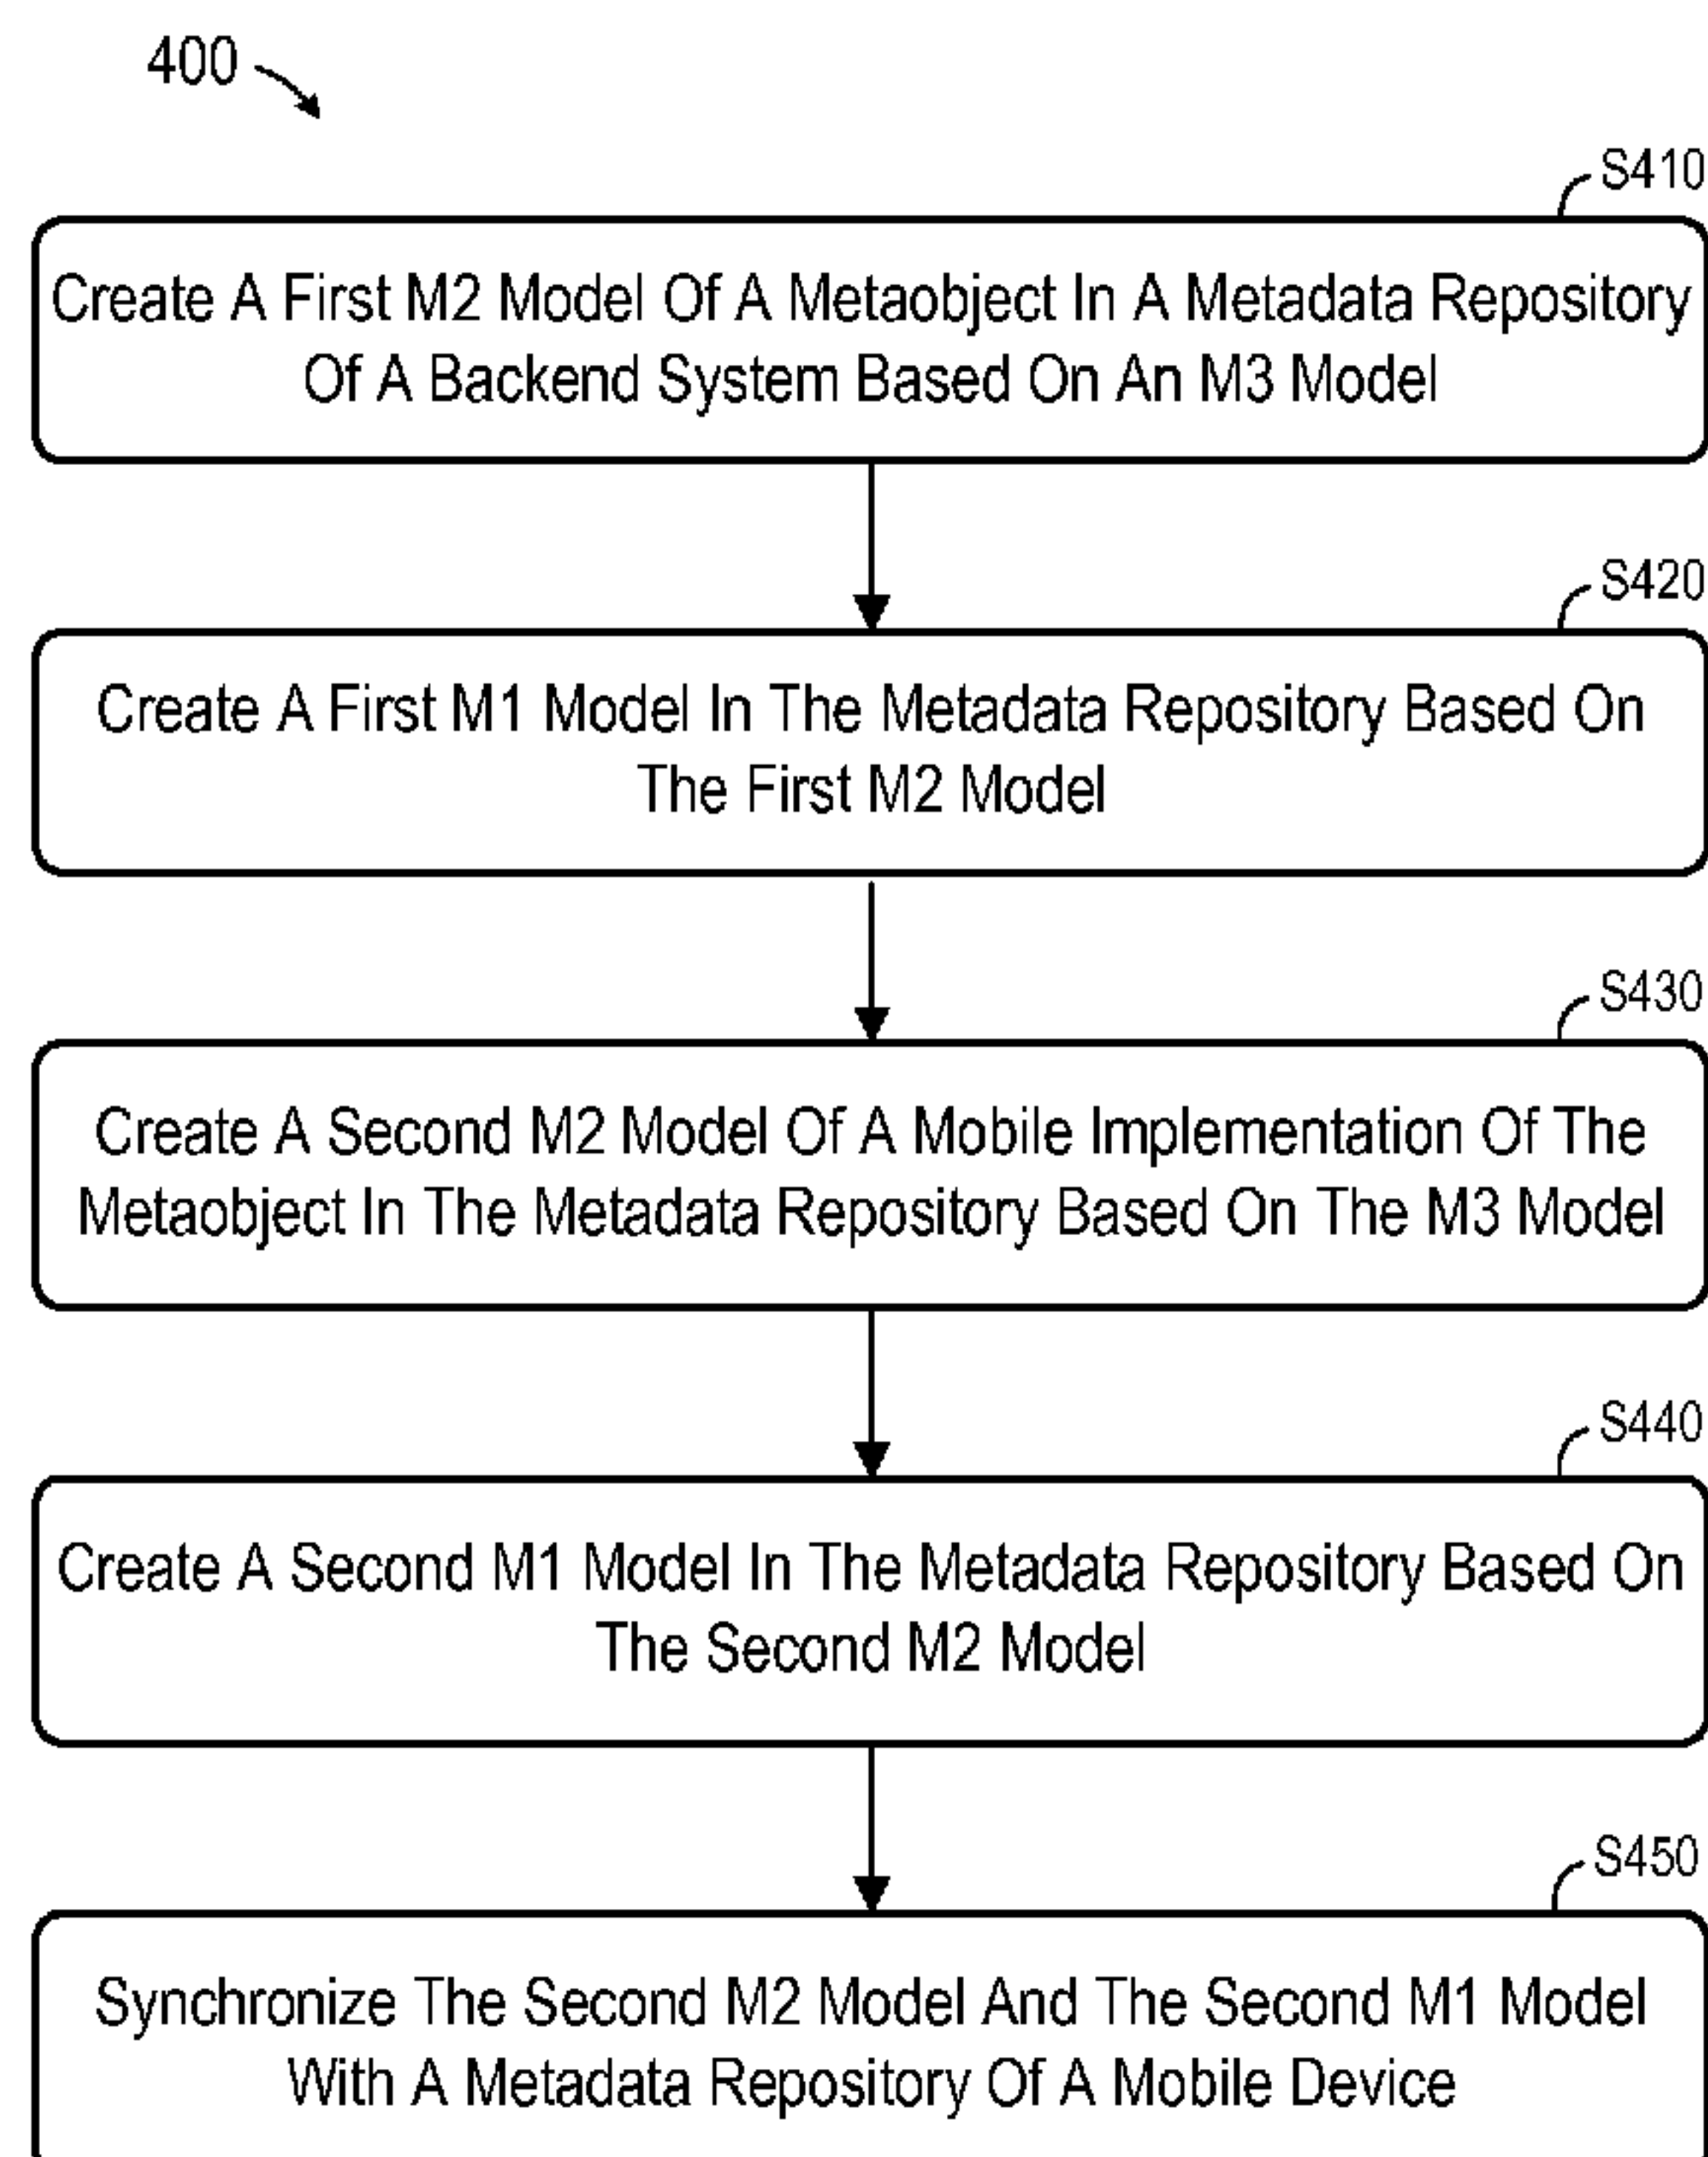 400
S410
Create A First M2 Model Of A Metaobject In A Metadata Repository
Of A Backend System Based On An M3 Model
S420
Create A First M1 Model In The Metadata Repository Based On
The First M2 Model
S430
Create A Second M2 Model Of A Mobile Implementation Of The
Metaobject In The Metadata Repository Based On The M3 Model
S440
Create A Second M1 Model In The Metadata Repository Based On
The Second M2 Model
S450
Synchronize The Second M2 Model And The Second M1 Model
With A Metadata Repository Of A Mobile Device